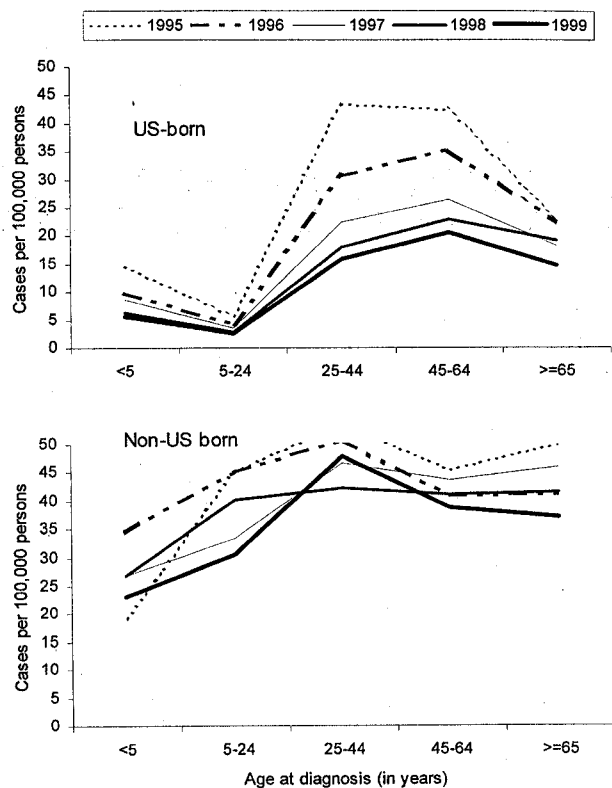 1995 1996 1997 1998 1999
50
45
40
35
30
25
20
15
10
5
0
Cases per 100,000 persons
US-born
<5 5-24 25-44 45-64 >=65
50
45
40
35
30
25
20
15
10
5
0
Cases per 100,000 persons
Non-US born
<5 5-24 25-44 45-64 >=65
Age at diagnosis (in years)